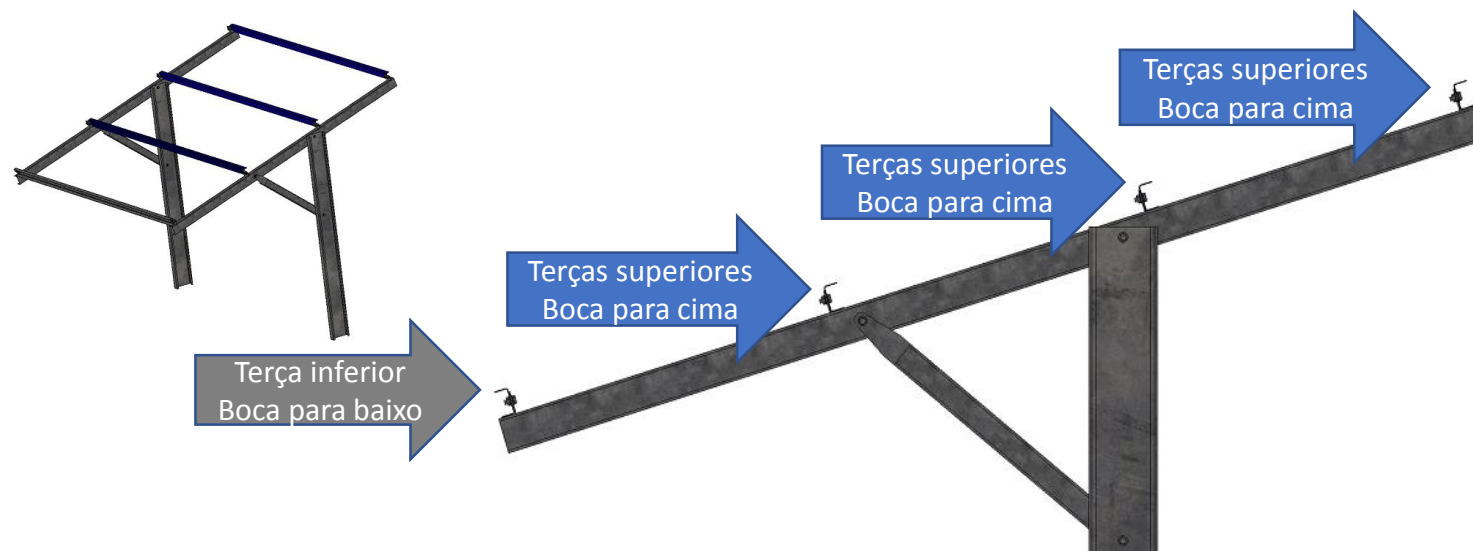 Terças superiores
Boca para cima
Terças superiores
Boca para cima
Terças superiores
Boca para cima
Terça inferior
Boca para baixo